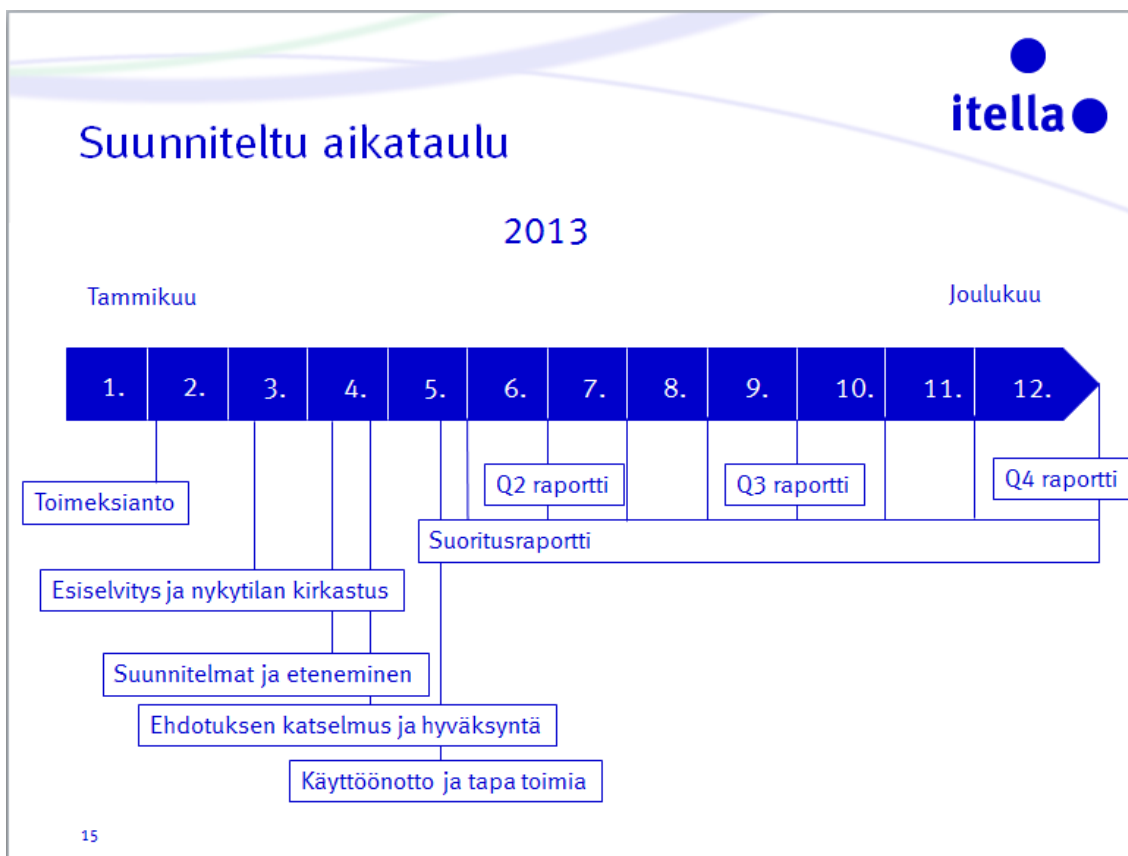 itella
Suunniteltu aikataulu
2013
Tammikuu
Joulukuu
1.
2.
3.
4.
5.
6.
7.
8.
9.
10.
11.
12.
Toimeksianto
Q2 raportti
Q3 raportti
Q4 raportti
Suoritusraportti
Esiselvitys ja nykytilan kirkastus
Suunnitelmat ja eteneminen
Ehdotuksen katselmus ja hyväksyntä
Käyttöönotto ja tapa toimia
15